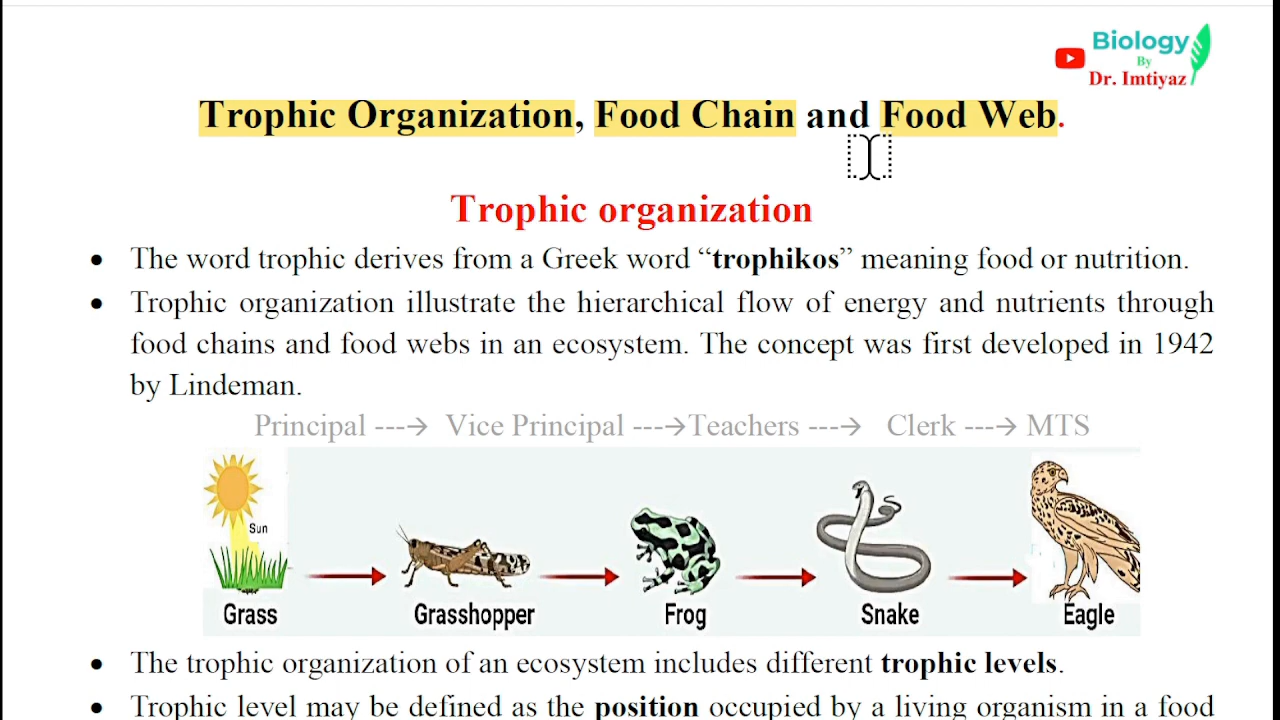 Biology
By
Dr. Imtiyaz
Trophic Organization, Food Chain and Food Web.
Trophic organization
• The word trophic derives from a Greek word “trophikos” meaning food or nutrition.
• Trophic organization illustrate the hierarchical flow of energy and nutrients through
food chains and food webs in an ecosystem. The concept was first developed in 1942
by Lindeman.
Principal ---→ Vice Principal ---→Teachers ---→ Clerk ---→ MTS
Sun
Grass Grasshopper Frog Snake Eagle
• The trophic organization of an ecosystem includes different trophic levels.
• Trophic level may be defined as the position occupied by a living organism in a food